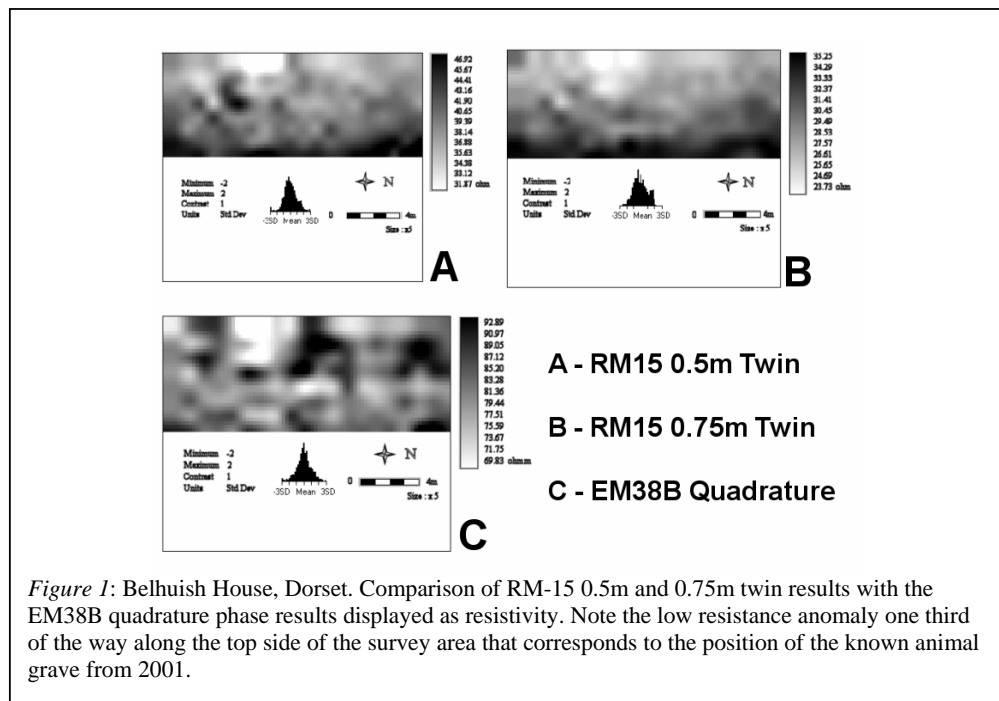 46.92
45.67
44.41
43.16
41.90
40.65
39.39
38.14
36.88
35.63
34.38
33.12
31.87 ohm
Minimum -2
Maximum 2
Contrast 1
Units Std.Dev
-3SD Mean 3SD
N
0 4m
Size : x5
A
35.25
34.29
33.33
32.37
31.41
30.45
29.49
28.53
27.57
26.61
25.65
24.69
23.73 ohm
Minimum -2
Maximum 2
Contrast 1
Units Std.Dev
-3SD Mean 3SD
N
0 4m
Size : x5
B
92.89
90.97
89.05
87.12
85.20
83.28
81.36
79.44
77.51
75.59
73.67
71.75
69.83 ohmm
Minimum -2
Maximum 2
Contrast 1
Units Std.Dev
-3SD Mean 3SD
N
0 4m
Size : x5
C
A - RM15 0.5m Twin
B - RM15 0.75m Twin
C - EM38B Quadrature
Figure 1: Belhuish House, Dorset. Comparison of RM-15 0.5m and 0.75m twin results with the
EM38B quadrature phase results displayed as resistivity. Note the low resistance anomaly one third
of the way along the top side of the survey area that corresponds to the position of the known animal
grave from 2001.